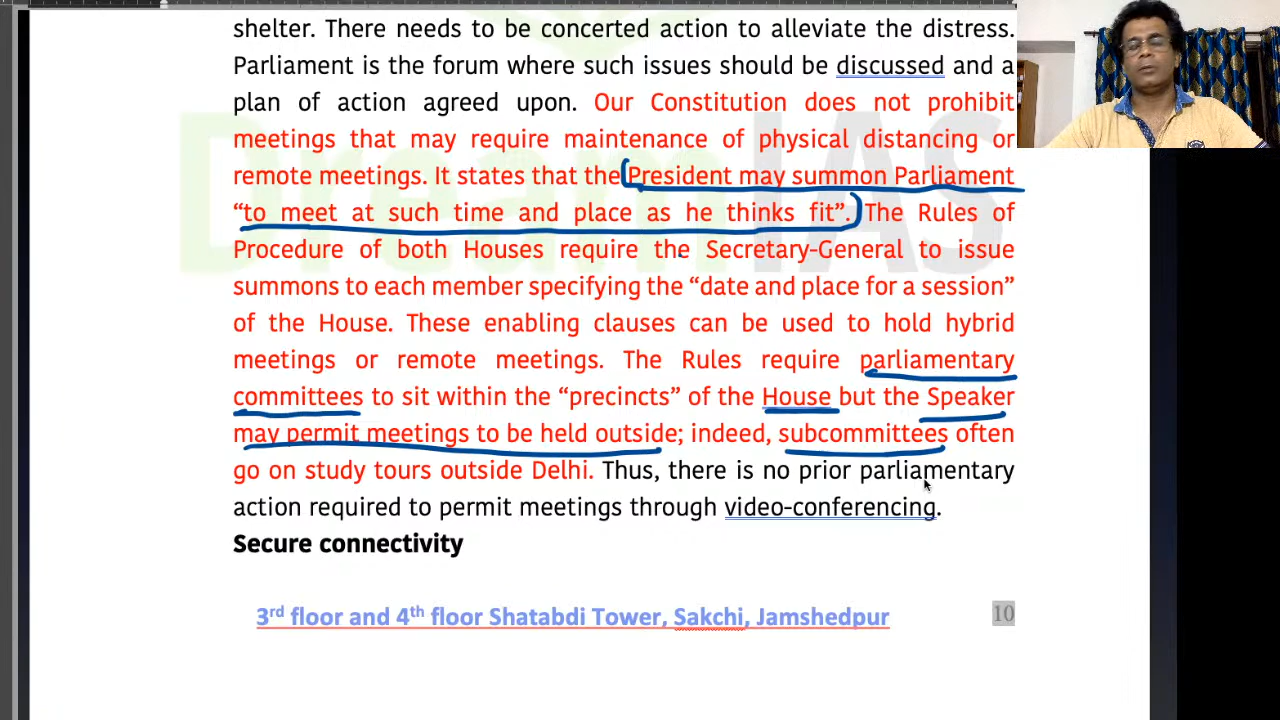 shelter. There needs to be concerted action to alleviate the distress.
Parliament is the forum where such issues should be discussed and a
plan of action agreed upon. Our Constitution does not prohibit
meetings that may require maintenance of physical distancing or
remote meetings. It states that the President may summon Parliament
“to meet at such time and place as he thinks fit”. The Rules of
Procedure of both Houses require the Secretary-General to issue
summons to each member specifying the “date and place for a session”
of the House. These enabling clauses can be used to hold hybrid
meetings or remote meetings. The Rules require parliamentary
committees to sit within the “precincts” of the House but the Speaker
may permit meetings to be held outside; indeed, subcommittees often
go on study tours outside Delhi. Thus, there is no prior parliamentary
action required to permit meetings through video-conferencing.
Secure connectivity
3rd floor and 4th floor Shatabdi Tower, Sakchi, Jamshedpur
10
Dream IAS